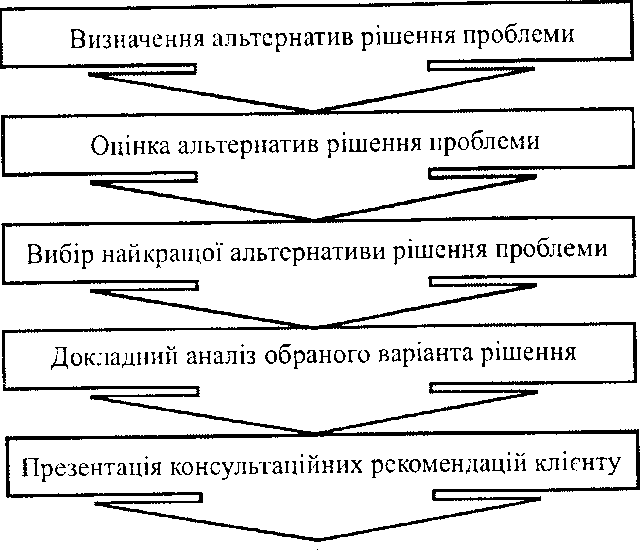 Визначення альтернатив рішення проблеми
Оцінка альтернатив рішення проблеми
Вибір найкращої альтернативи рішення проблеми
Докладний аналіз обраного варіанта рішення
Презентація консультаційних рекомендацій клієнту